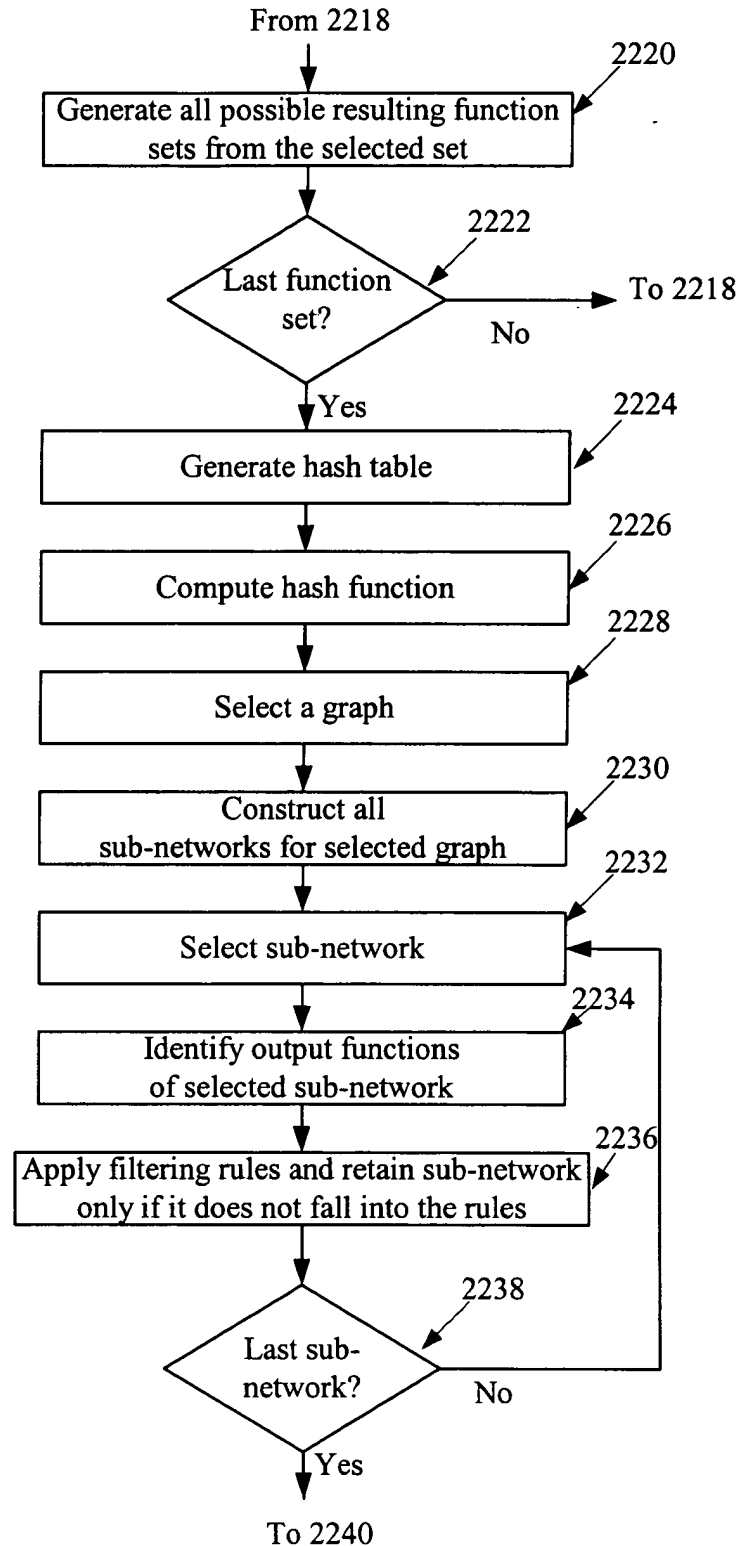 From 2218
2220
Generate all possible resulting function
sets from the selected set
2222
Last function
set?
To 2218
No
Yes
2224
Generate hash table
2226
Compute hash function
2228
Select a graph
2230
Construct all
sub-networks for selected graph
2232
Select sub-network
2234
Identify output functions
of selected sub-network
2236
Apply filtering rules and retain sub-network
only if it does not fall into the rules
2238
Last sub-
network?
No
Yes
To 2240